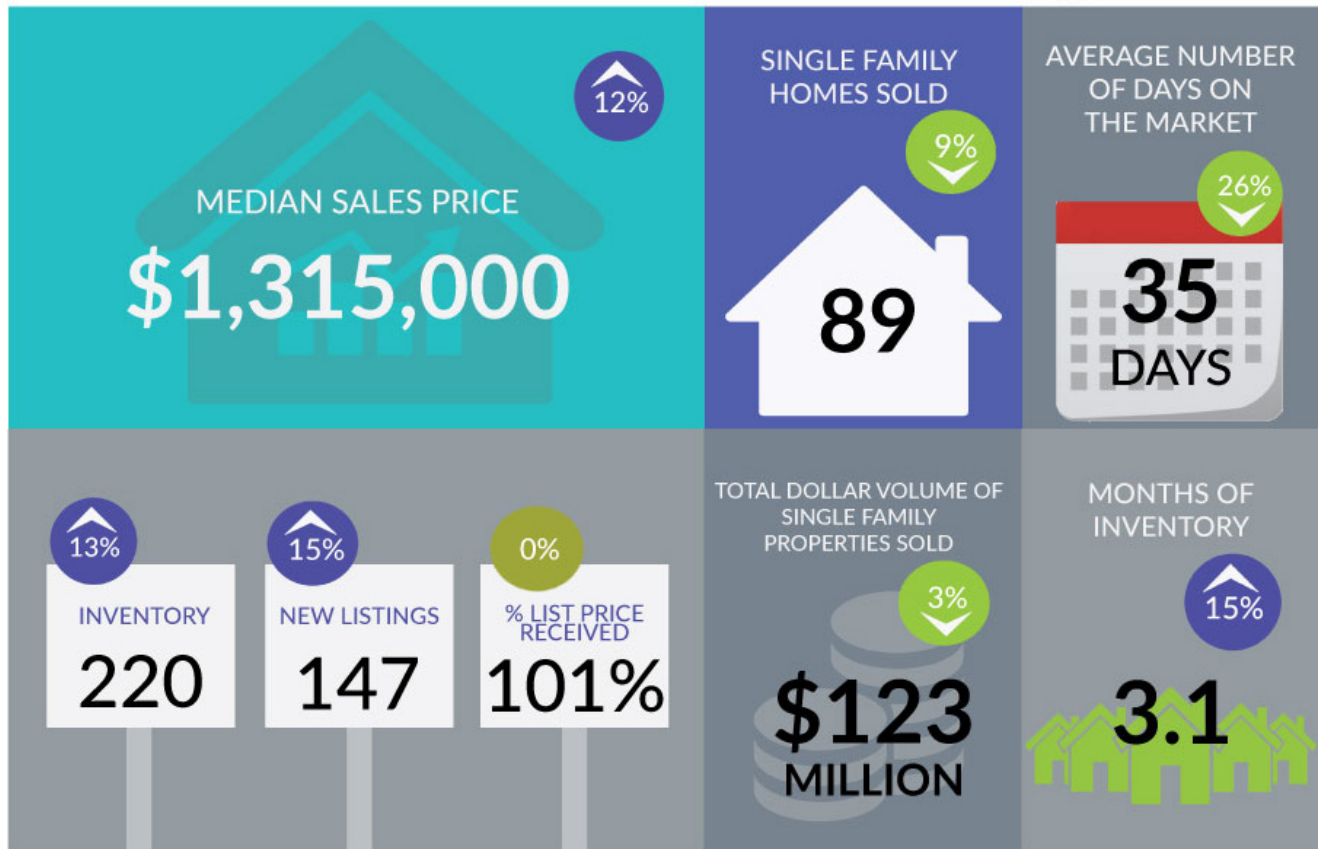 12%
MEDIAN SALES PRICE
$1,315,000
SINGLE FAMILY
HOMES SOLD
9%
89
AVERAGE NUMBER
OF DAYS ON
THE MARKET
26%
35
DAYS
13%
INVENTORY
220
15%
NEW LISTINGS
147
0%
% LIST PRICE
RECEIVED
101%
TOTAL DOLLAR VOLUME OF
SINGLE FAMILY
PROPERTIES SOLD
3%
$123
MILLION
MONTHS OF
INVENTORY
15%
3.1